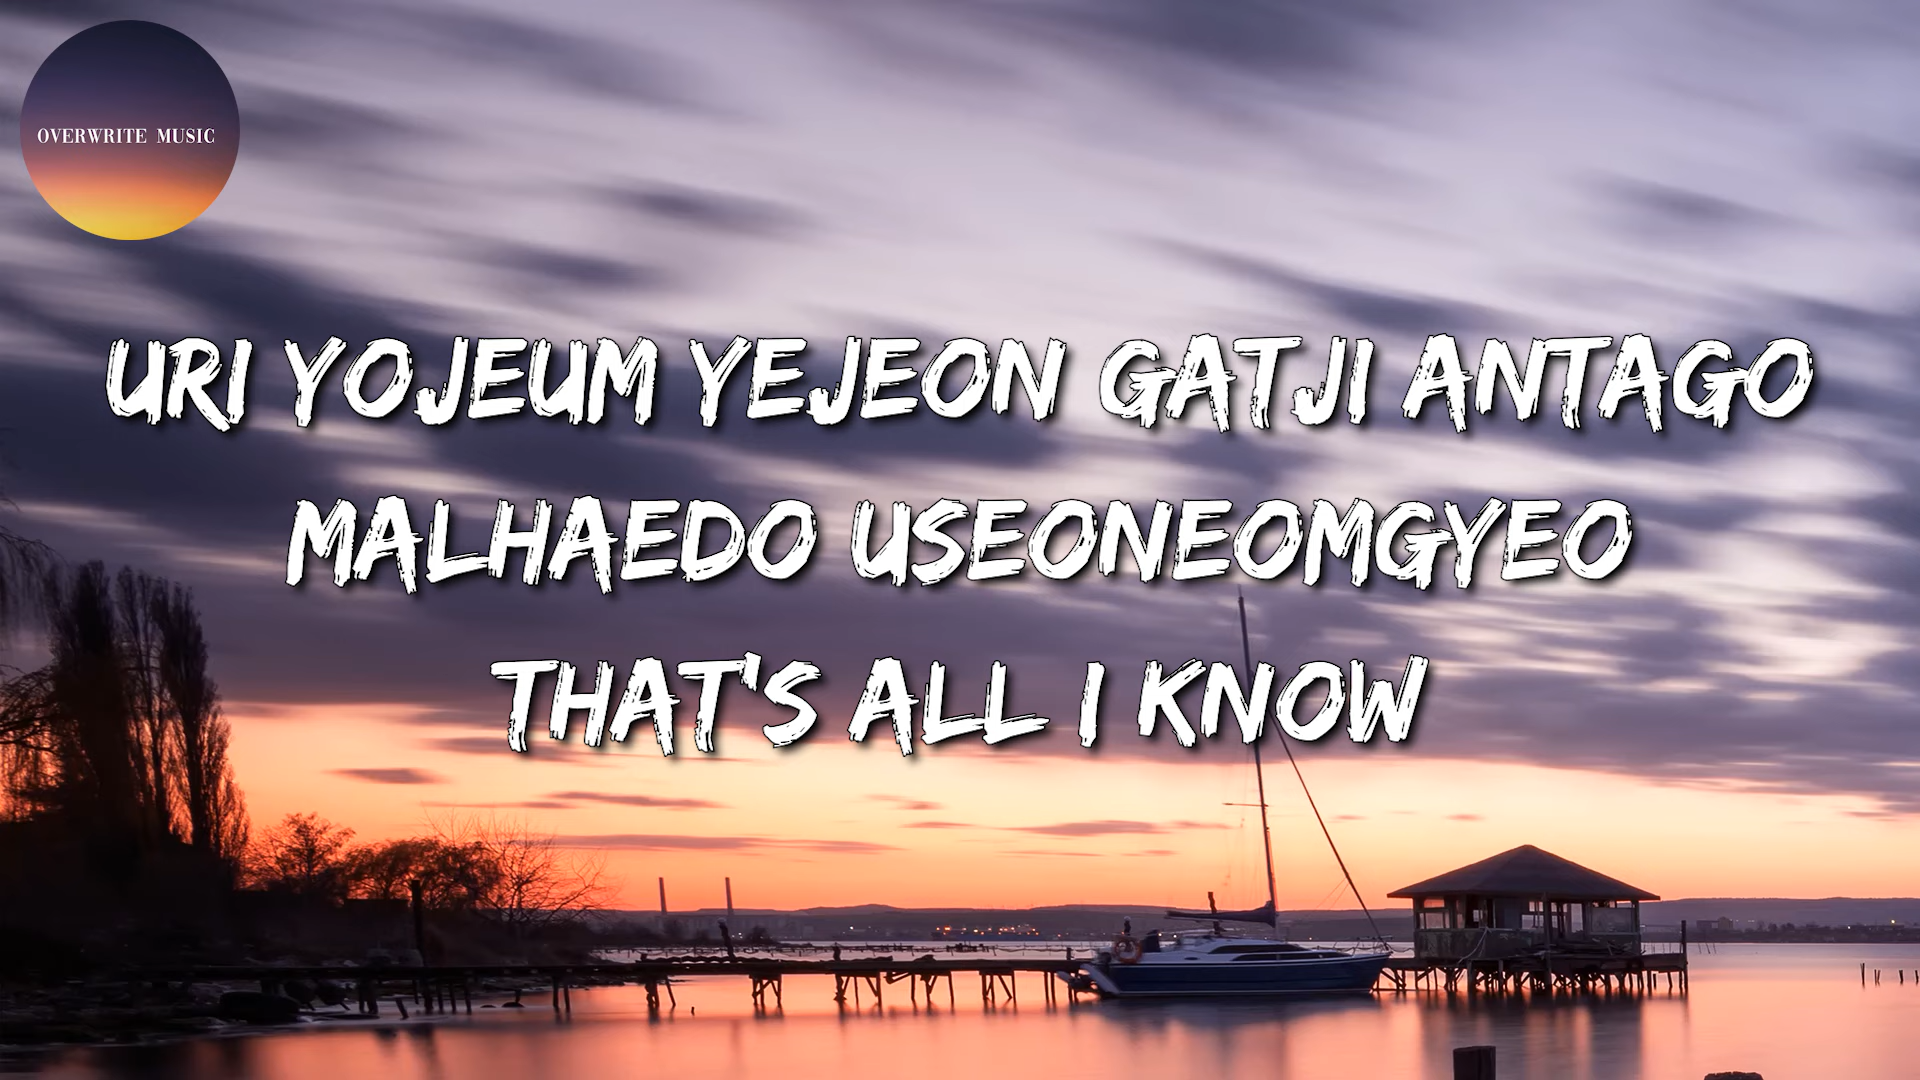 OVERWRITE MUSIC
URI YOJEUM YEJEON GATJI ANTAGO
MALHAEDO USEONEOMGYEO
THAT'S ALL I KNOW